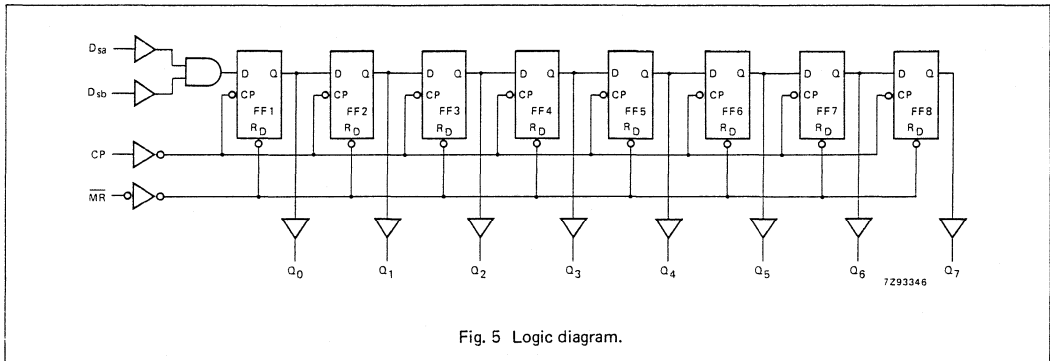 Dsa
Dsb
CP
MR
D Q CP FF1 RD
D Q CP FF2 RD
D Q CP FF3 RD
D Q CP FF4 RD
D Q CP FF5 RD
D Q CP FF6 RD
D Q CP FF7 RD
D Q CP FF8 RD
Q0 Q1 Q2 Q3 Q4 Q5 Q6 Q7
7Z93346
Fig. 5 Logic diagram.